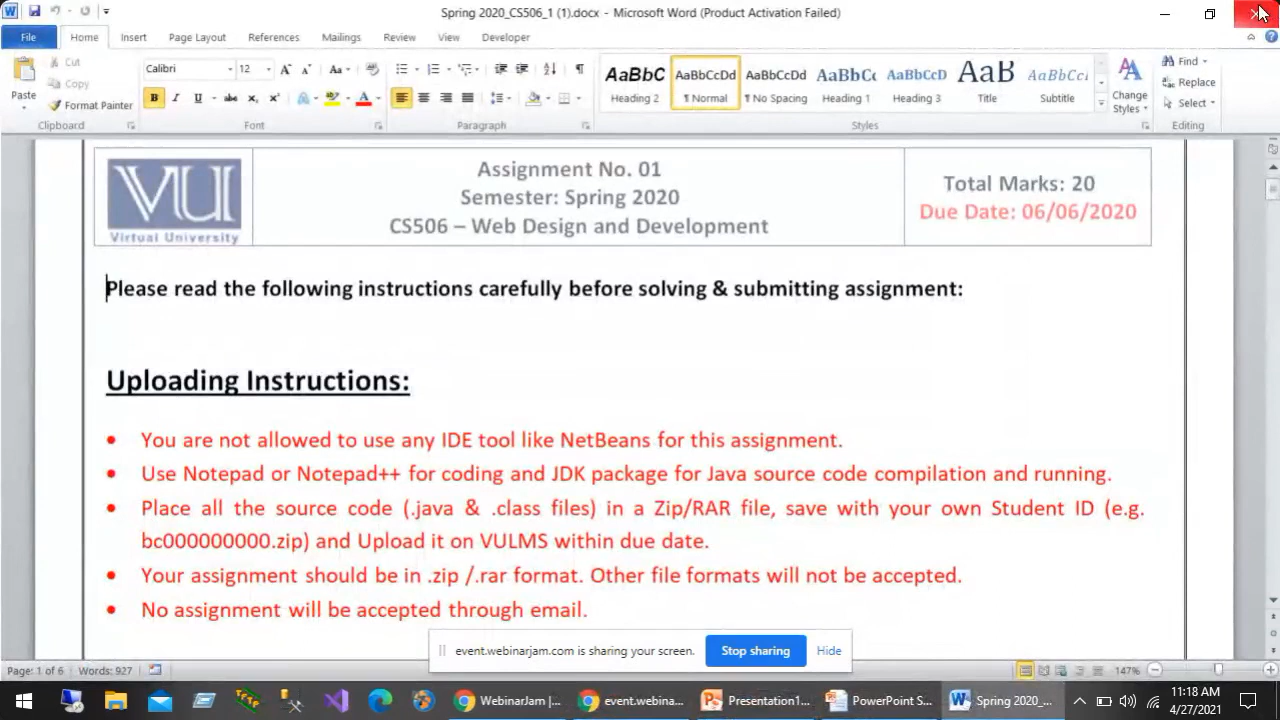 Spring 2020_CS506_1 (1).docx - Microsoft Word (Product Activation Failed)
File Home Insert Page Layout References Mailings Review View Developer
Cut
Copy
Paste
Format Painter
Clipboard
Calibri 12
Font
Paragraph
AaBbC AaBbCcDd AaBbCcDd AaBbCc AaBbCcD AaB AaBbCcI
Heading 2 ¶ Normal ¶ No Spacing Heading 1 Heading 3 Title Subtitle
Styles
Change
Styles
Find
Replace
Select
Editing
VU
Virtual University
Assignment No. 01
Semester: Spring 2020
CS506 – Web Design and Development
Total Marks: 20
Due Date: 06/06/2020
Please read the following instructions carefully before solving & submitting assignment:
Uploading Instructions:
• You are not allowed to use any IDE tool like NetBeans for this assignment.
• Use Notepad or Notepad++ for coding and JDK package for Java source code compilation and running.
• Place all the source code (.java & .class files) in a Zip/RAR file, save with your own Student ID (e.g.
bc000000000.zip) and Upload it on VULMS within due date.
• Your assignment should be in .zip /.rar format. Other file formats will not be accepted.
• No assignment will be accepted through email.
event.webinarjam.com is sharing your screen. Stop sharing Hide
Page: 1 of 6 Words: 927 147%
WebinarJam |... event.webina... Presentation1... PowerPoint S... Spring 2020_...
11:18 AM
4/27/2021